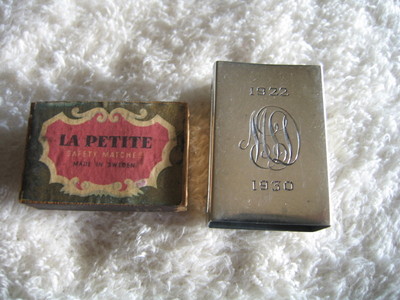 LA PETITE
SAFETY MATCHES
MADE IN SWEDEN
1922
1930